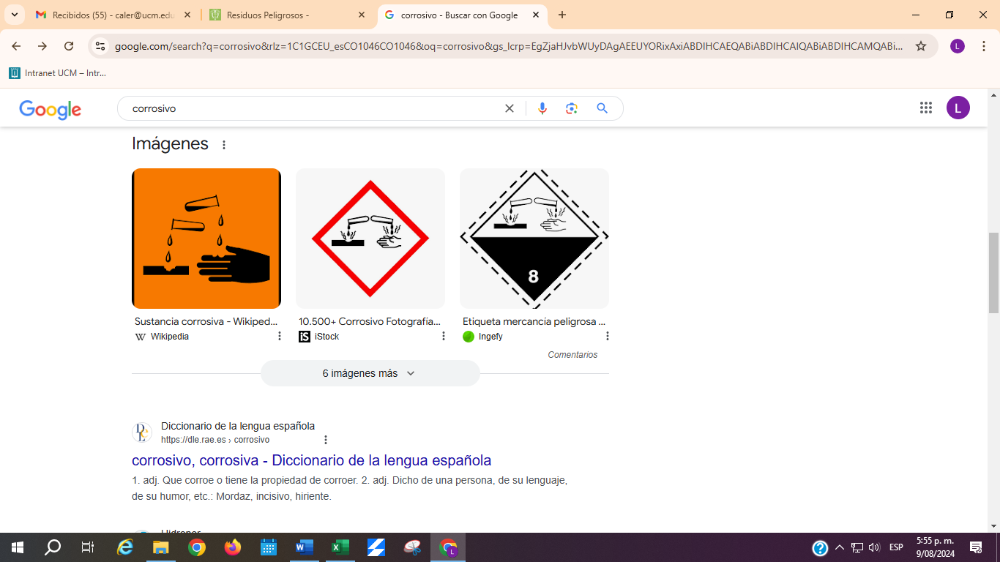 Recibidos (55) - caler@ucm.edu
Residuos Peligrosos -
corrosivo - Buscar con Google
google.com/search?q=corrosivo&rlz=1C1GCEU_esCO1046CO1046&oq=corrosivo&gs_lcrp=EgZjaHJvbWUyDAgAEEUYORixAxiABDIHCAEQABiABDIHCAIQABiABDIHCAMQABi...
L
Intranet UCM – Intr...
Google
corrosivo
L
Imágenes
8
Sustancia corrosiva - Wikiped...
W Wikipedia
10.500+ Corrosivo Fotografía...
iS iStock
Etiqueta mercancía peligrosa ...
Ingefy
Comentarios
6 imágenes más
DLE
Diccionario de la lengua española
https://dle.rae.es › corrosivo
corrosivo, corrosiva - Diccionario de la lengua española
1. adj. Que corroe o tiene la propiedad de corroer. 2. adj. Dicho de una persona, de su lenguaje,
de su humor, etc.: Mordaz, incisivo, hiriente.
ESP
5:55 p. m.
9/08/2024